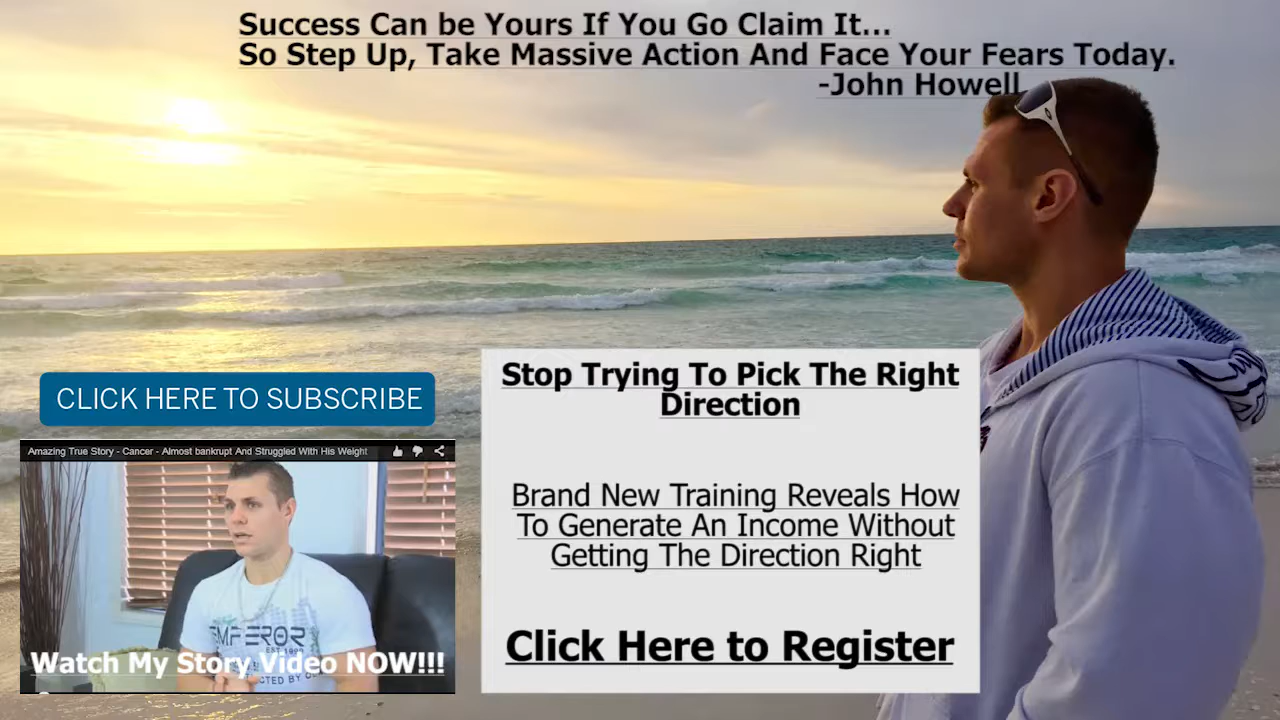 Success Can be Yours If You Go Claim It...
So Step Up, Take Massive Action And Face Your Fears Today.
-John Howell
Stop Trying To Pick The Right
Direction
CLICK HERE TO SUBSCRIBE
Amazing True Story - Cancer - Almost bankrupt And Struggled With His Weight
Brand New Training Reveals How
To Generate An Income Without
Getting The Direction Right
EMPEROR
EST 1989
Watch My Story Video NOW!!!
Click Here to Register